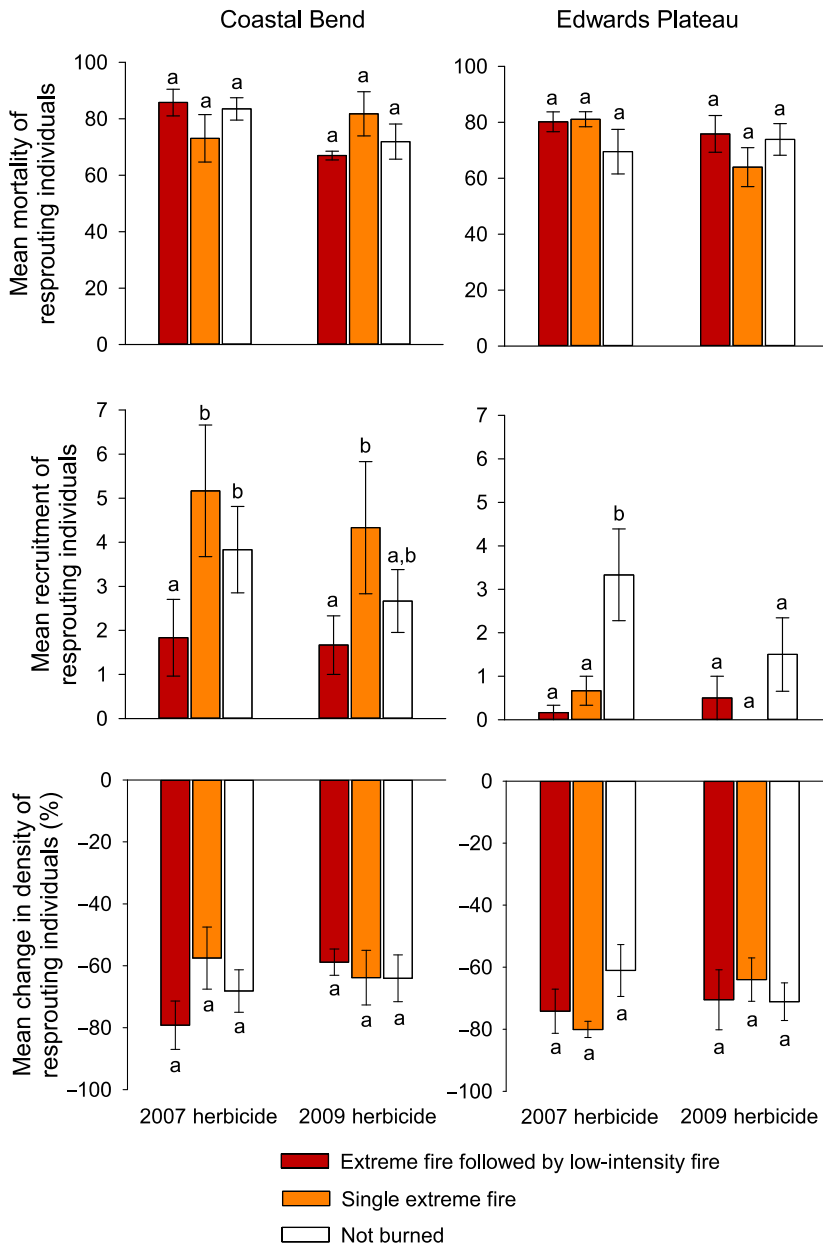 Coastal Bend
Edwards Plateau
Mean mortality of
resprouting individuals
100
80
60
40
20
0
a
a
a
a
a
a
100
80
60
40
20
0
a
a
a
a
a
a
Mean recruitment of
resprouting individuals
7
6
5
4
3
2
1
0
a
b
b
a
b
a,b
7
6
5
4
3
2
1
0
a
a
b
a
a
a
Mean change in density of
resprouting individuals (%)
0
–20
–40
–60
–80
–100
a
a
a
a
a
a
0
–20
–40
–60
–80
–100
a
a
a
a
a
a
2007 herbicide
2009 herbicide
2007 herbicide
2009 herbicide
Extreme fire followed by low-intensity fire
Single extreme fire
Not burned